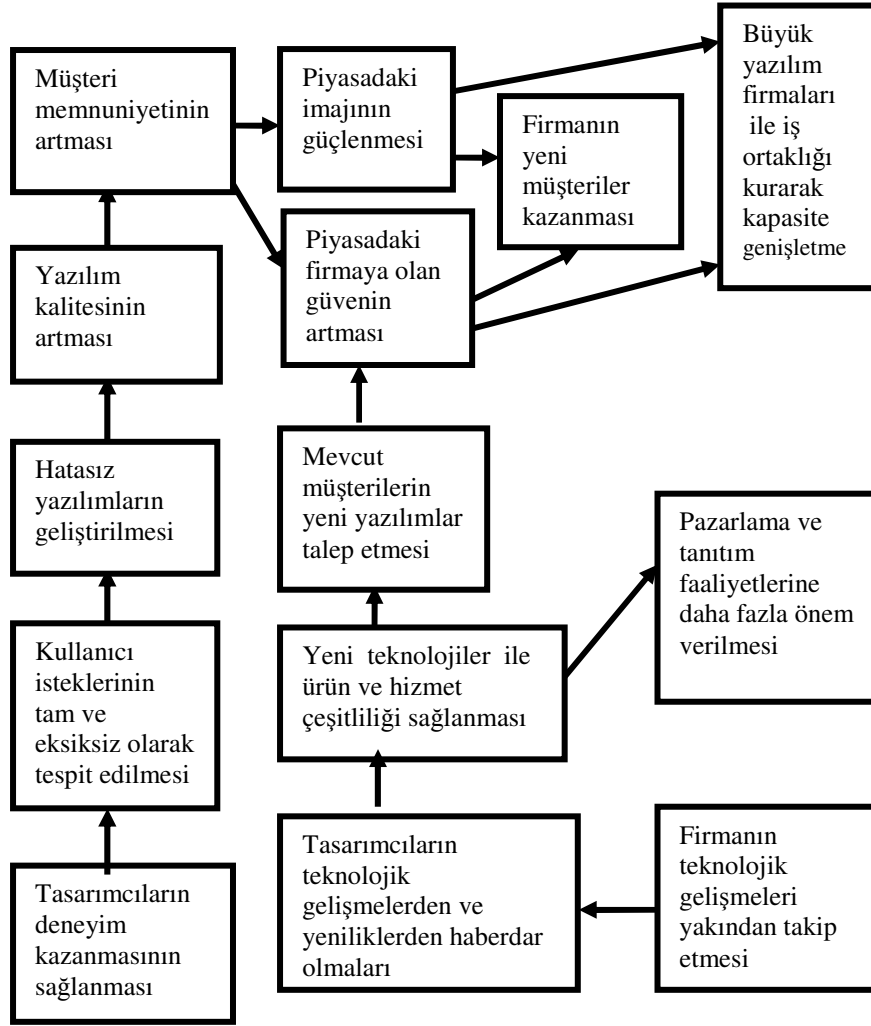 Müşteri
memnuniyetinin
artması
Piyasadaki
imajının
güçlenmesi
Firmanın
yeni
müşteriler
kazanması
Büyük
yazılım
firmaları
ile iş
ortaklığı
kurarak
kapasite
genişletme
Yazılım
kalitesinin
artması
Piyasadaki
firmaya olan
güvenin
artması
Hatasız
yazılımların
geliştirilmesi
Mevcut
müşterilerin
yeni yazılımlar
talep etmesi
Pazarlama ve
tanıtım
faaliyetlerine
daha fazla önem
verilmesi
Kullanıcı
isteklerinin
tam ve
eksiksiz olarak
tespit edilmesi
Yeni teknolojiler ile
ürün ve hizmet
çeşitliliği sağlanması
Tasarımcıların
deneyim
kazanmasının
sağlanması
Tasarımcıların
teknolojik
gelişmelerden ve
yeniliklerden haberdar
olmaları
Firmanın
teknolojik
gelişmeleri
yakından takip
etmesi